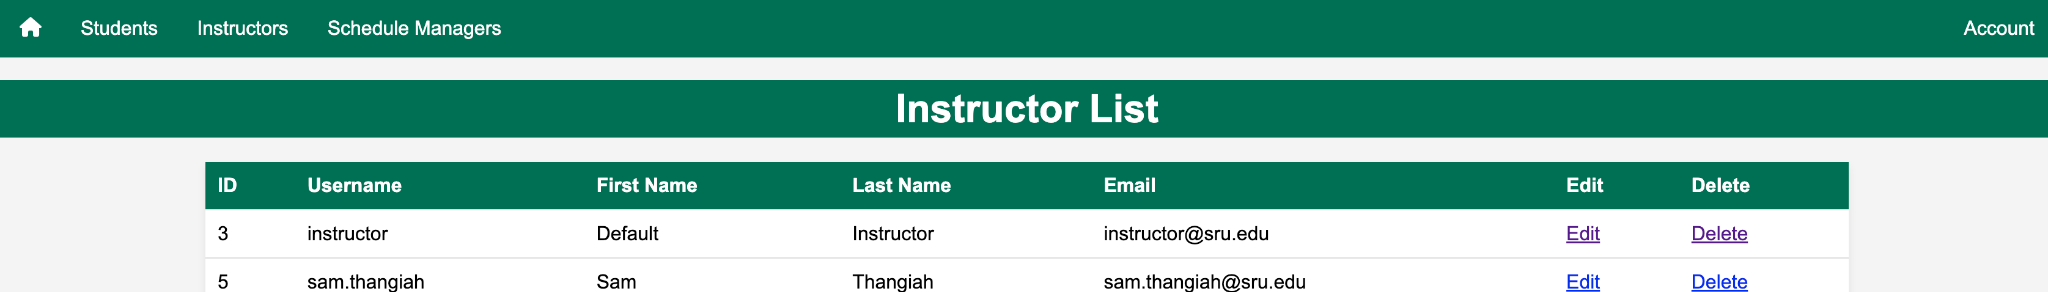 Students Instructors Schedule Managers Account
Instructor List
ID Username First Name Last Name Email Edit Delete
3 instructor Default Instructor instructor@sru.edu Edit Delete
5 sam.thangiah Sam Thangiah sam.thangiah@sru.edu Edit Delete